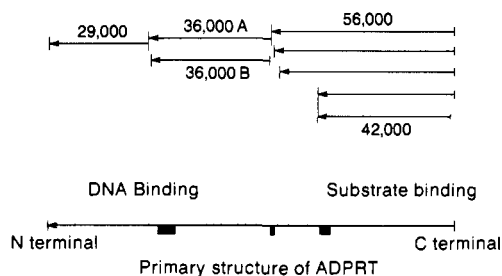 56,000
36,000 A
29,000
36,000 B
42,000
DNA Binding Substrate binding
N terminal C terminal
Primary structure of ADPRT